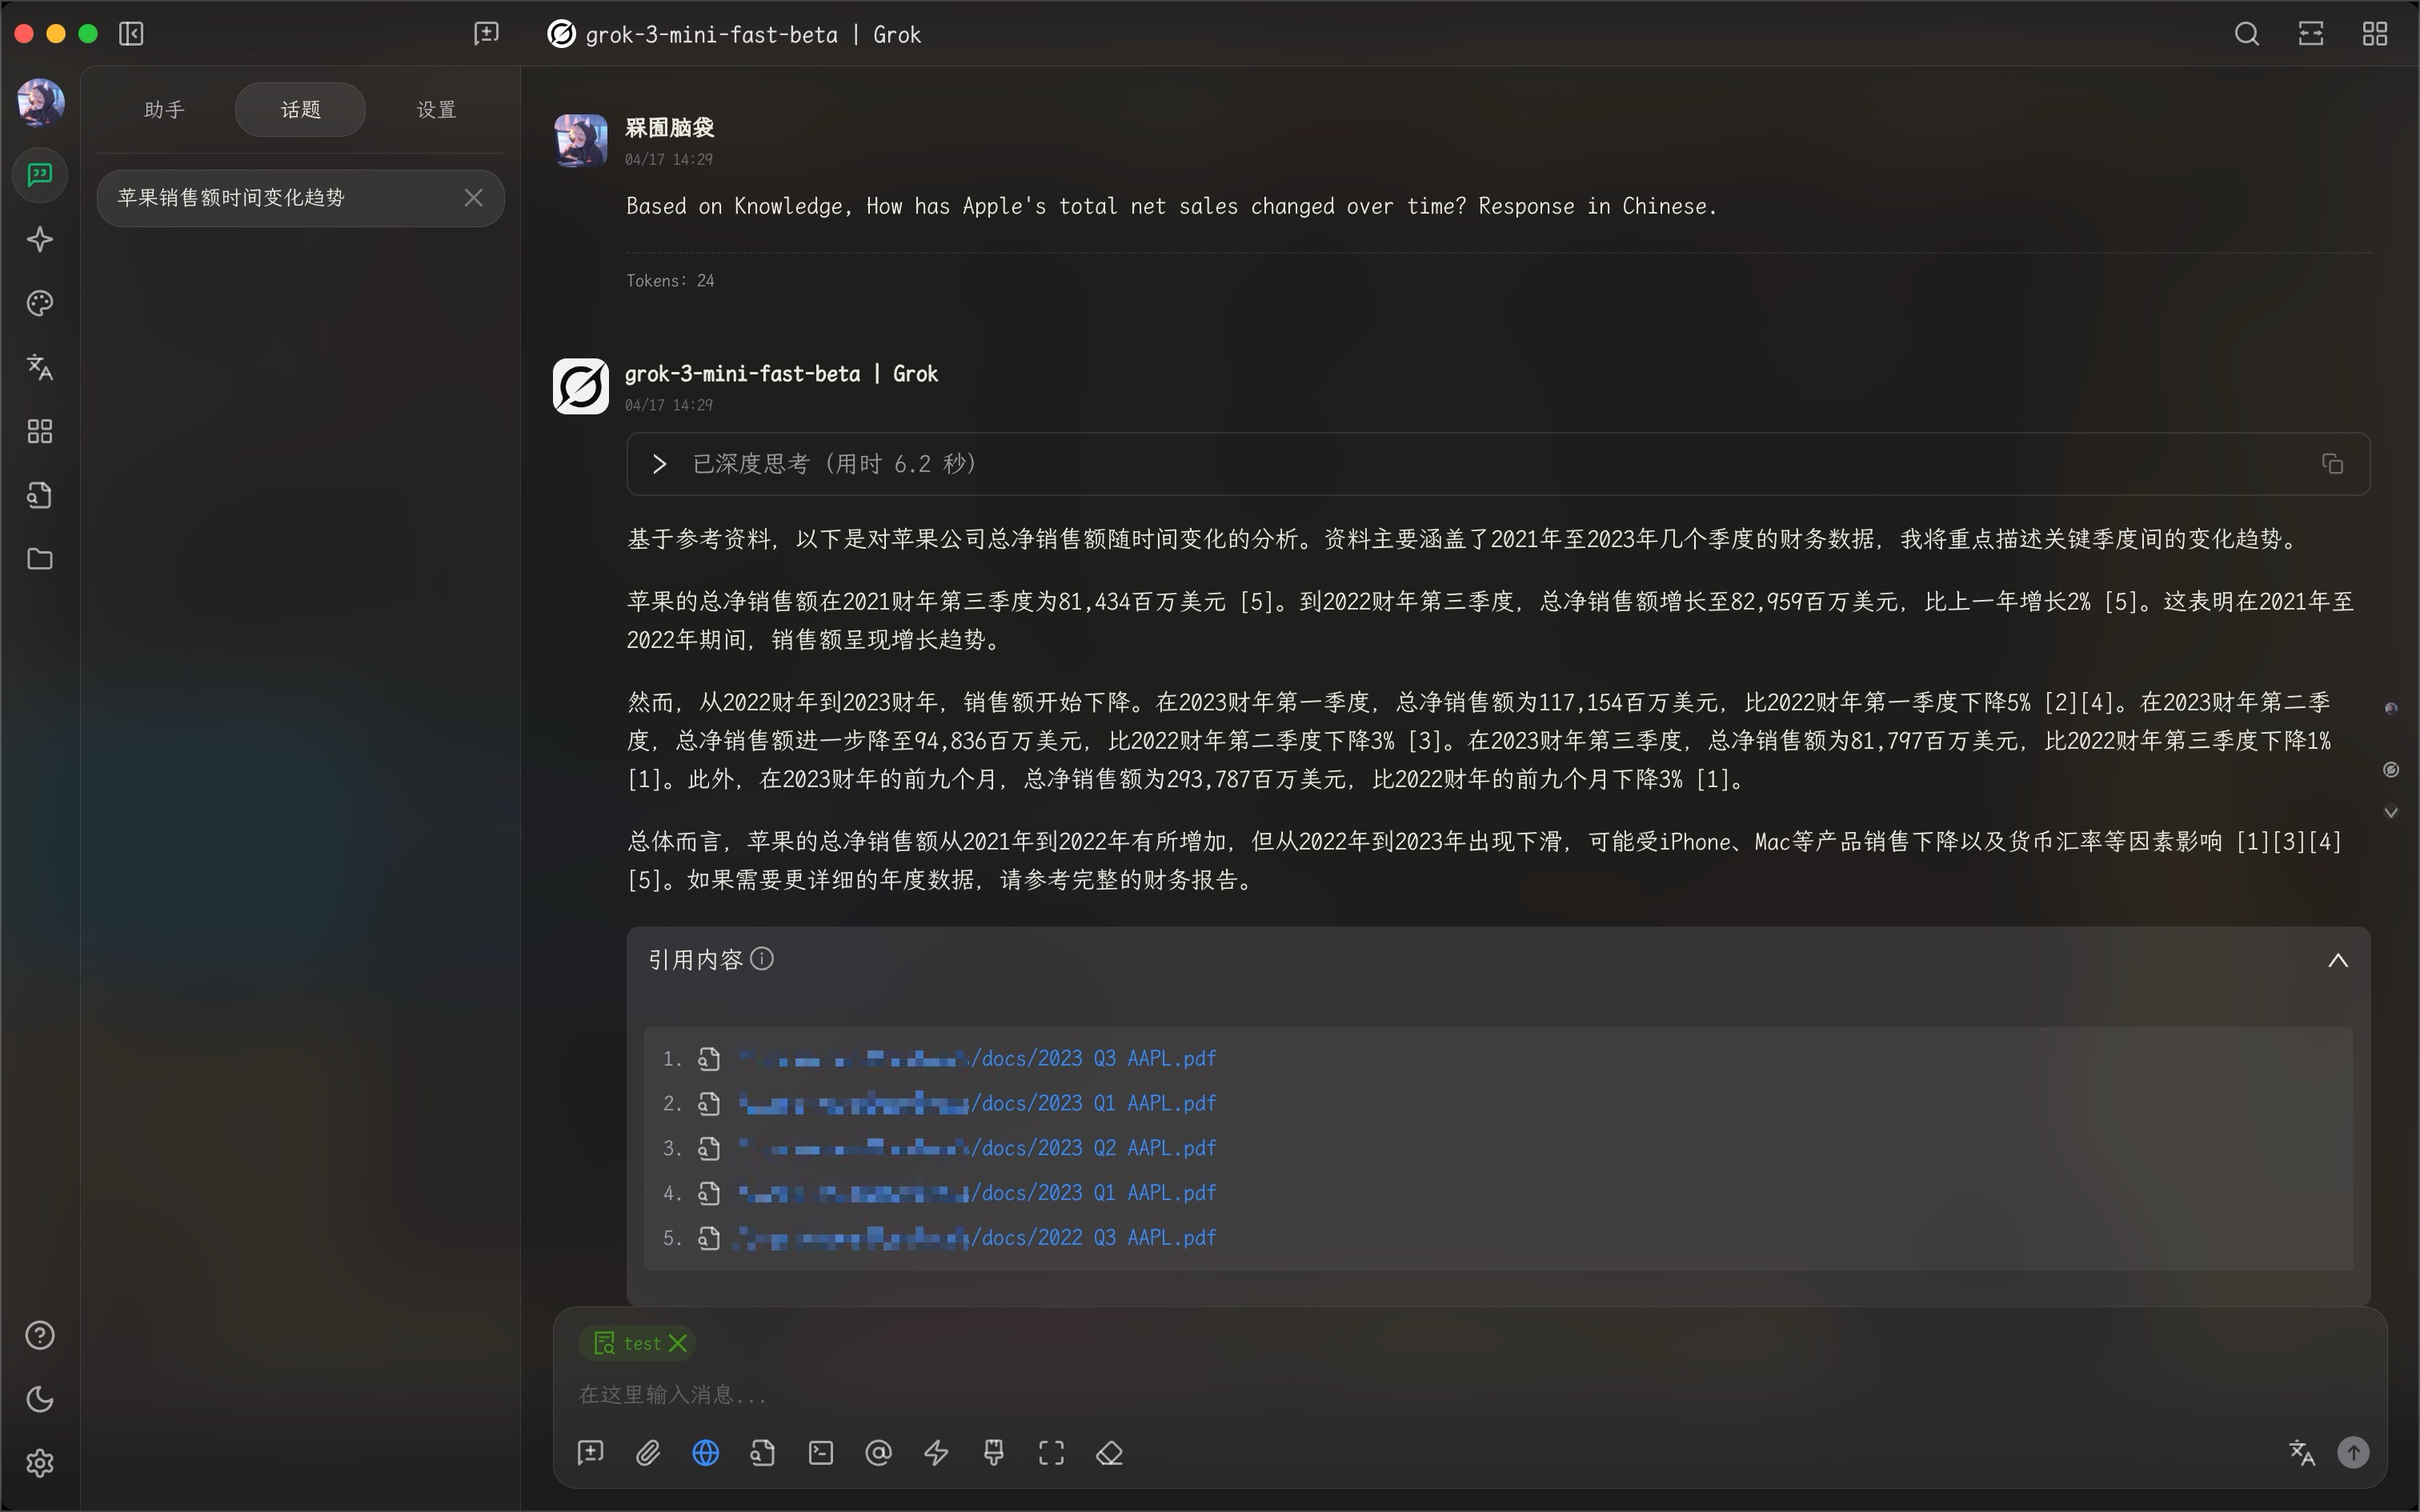 grok-3-mini-fast-beta | Grok
助手
话题
设置
苹果销售额时间变化趋势
槑囿脑袋
04/17 14:29
Based on Knowledge, How has Apple's total net sales changed over time? Response in Chinese.
Tokens: 24
grok-3-mini-fast-beta | Grok
04/17 14:29
已深度思考（用时 6.2 秒）
基于参考资料，以下是对苹果公司总净销售额随时间变化的分析。资料主要涵盖了2021年至2023年几个季度的财务数据，我将重点描述关键季度间的变化趋势。
苹果的总净销售额在2021财年第三季度为81,434百万美元 [5]。到2022财年第三季度，总净销售额增长至82,959百万美元，比上一年增长2% [5]。这表明在2021年至
2022年期间，销售额呈现增长趋势。
然而，从2022财年到2023财年，销售额开始下降。在2023财年第一季度，总净销售额为117,154百万美元，比2022财年第一季度下降5% [2][4]。在2023财年第二季
度，总净销售额进一步降至94,836百万美元，比2022财年第二季度下降3% [3]。在2023财年第三季度，总净销售额为81,797百万美元，比2022财年第三季度下降1%
[1]。此外，在2023财年的前九个月，总净销售额为293,787百万美元，比2022财年的前九个月下降3% [1]。
总体而言，苹果的总净销售额从2021年到2022年有所增加，但从2022年到2023年出现下滑，可能受iPhone、Mac等产品销售下降以及货币汇率等因素影响 [1][3][4]
[5]。如果需要更详细的年度数据，请参考完整的财务报告。
引用内容
1. /docs/2023 Q3 AAPL.pdf
2. /docs/2023 Q1 AAPL.pdf
3. /docs/2023 Q2 AAPL.pdf
4. /docs/2023 Q1 AAPL.pdf
5. /docs/2022 Q3 AAPL.pdf
test
在这里输入消息...